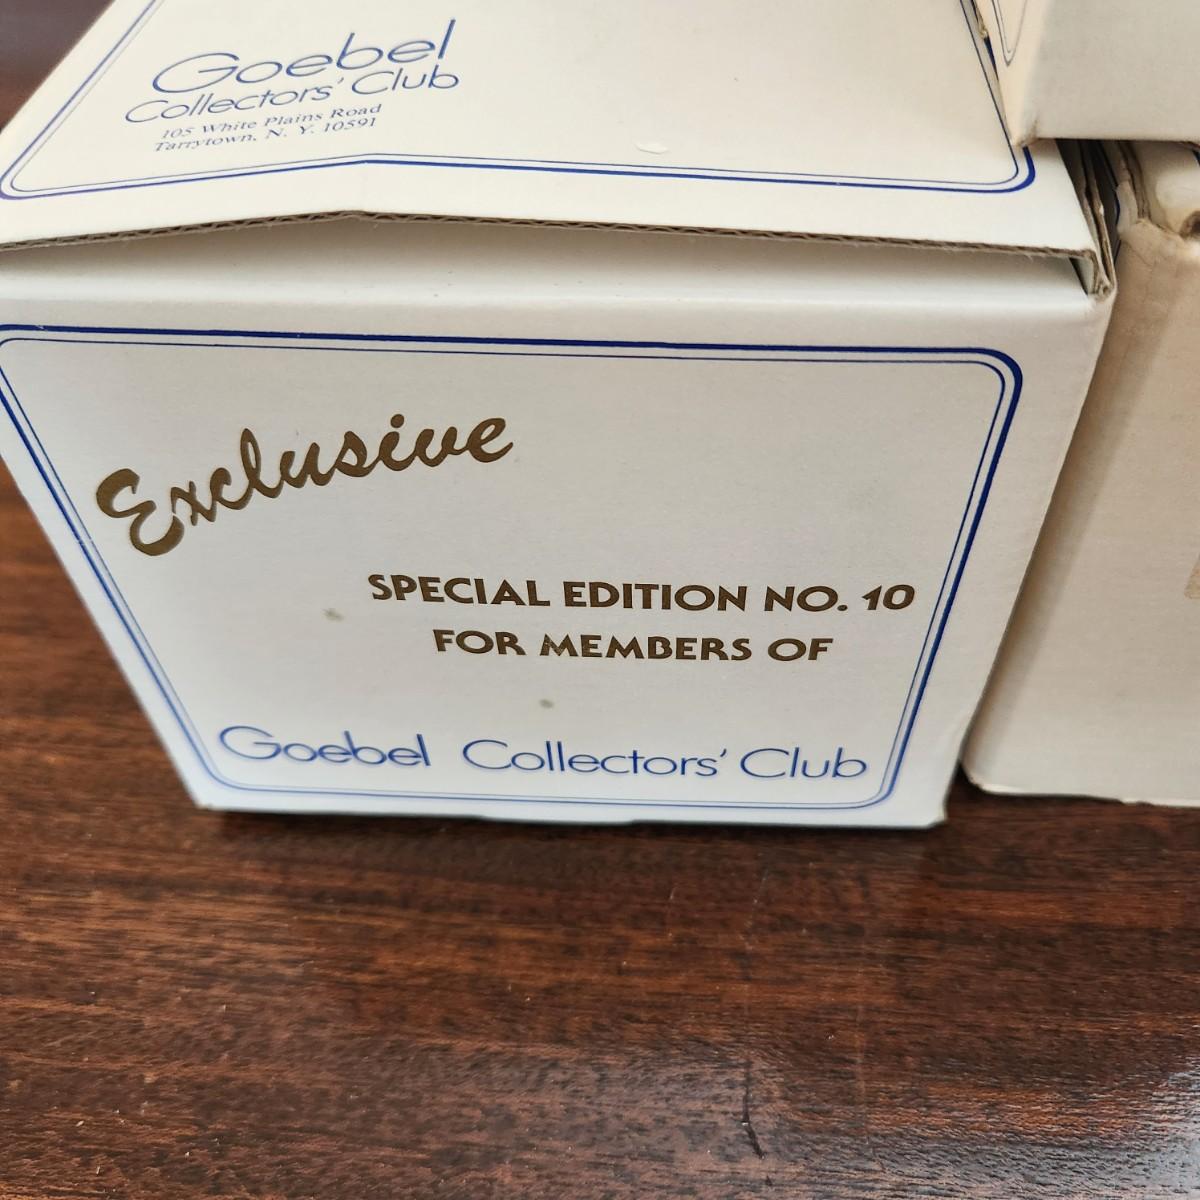 Goebel
Collectors' Club
105 White Plains Road
Tarrytown, N. Y. 10591
Exclusive
SPECIAL EDITION NO. 10
FOR MEMBERS OF
Goebel Collectors' Club